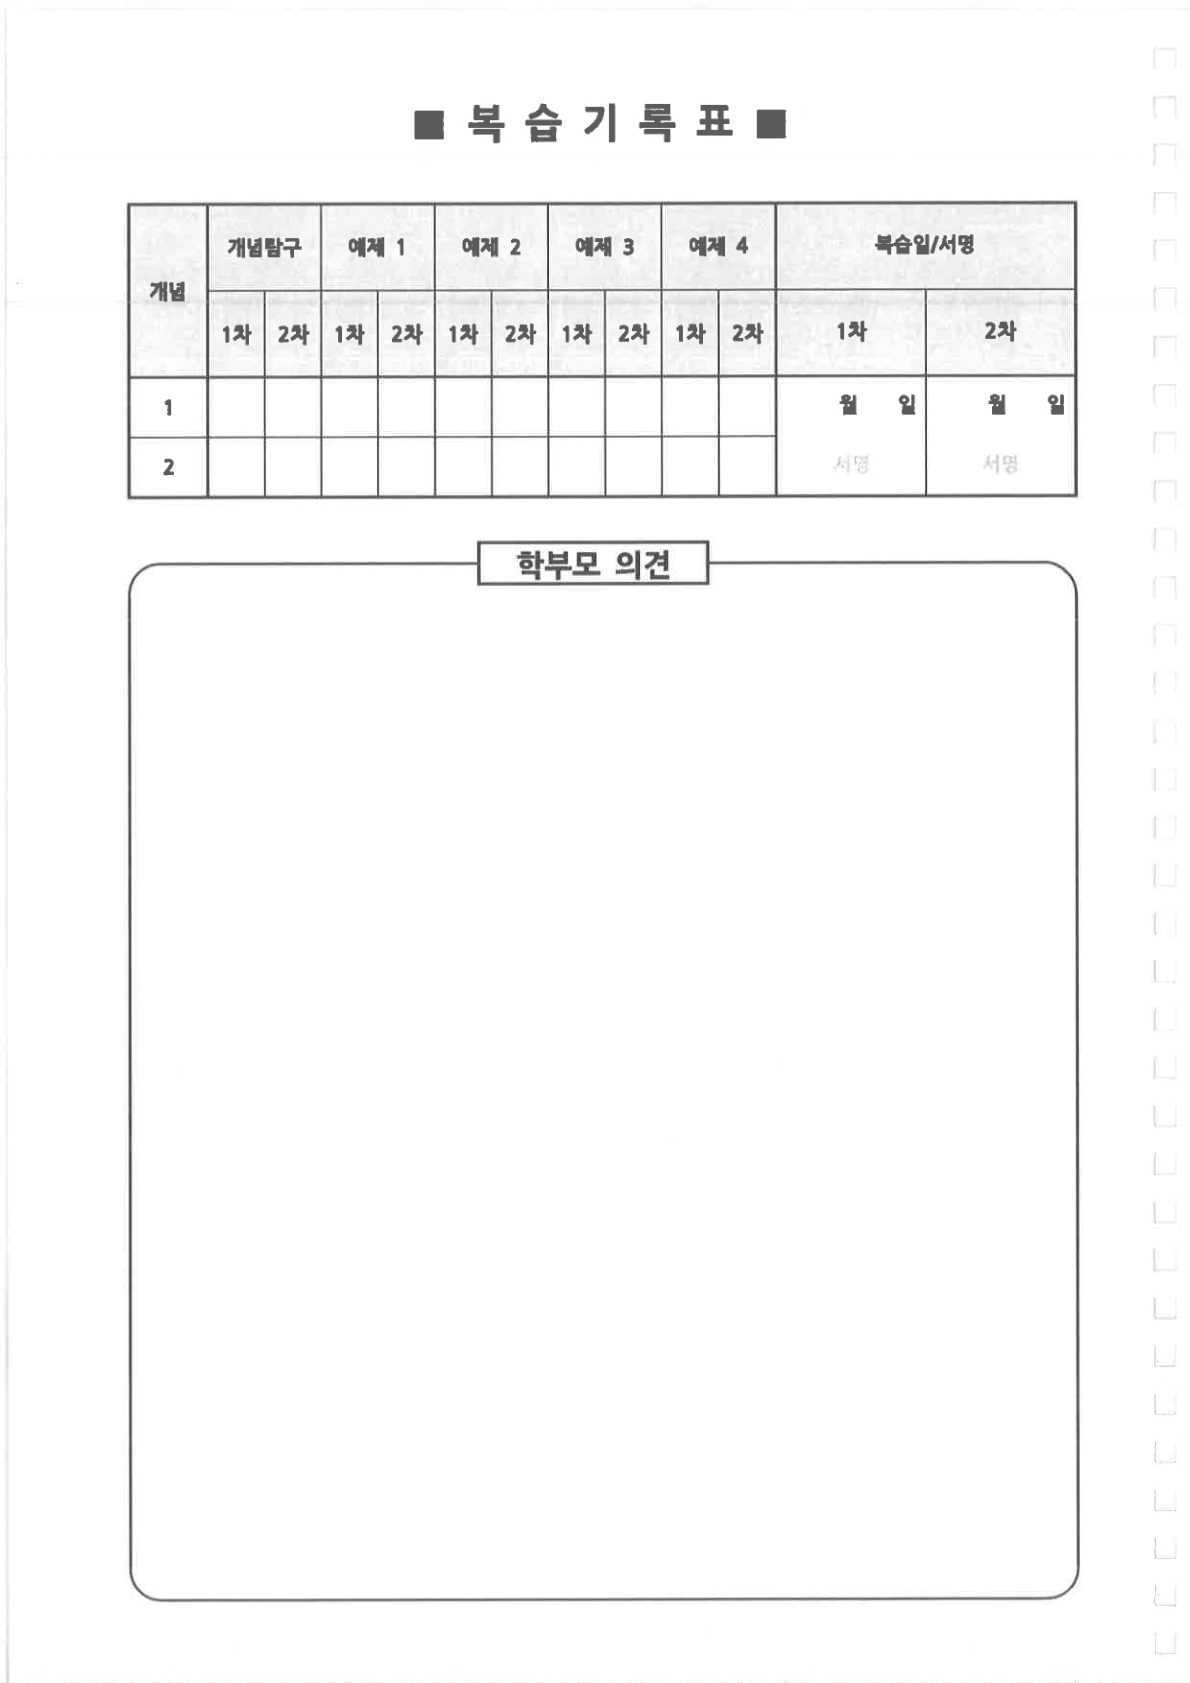 ■ 복 습 기 록 표 ■
개념 개념탐구 예제 1 예제 2 예제 3 예제 4 복습일/서명
1차 2차 1차 2차 1차 2차 1차 2차 1차 2차 1차 2차
1 월 일 월 일
2 서명 서명
학부모 의견